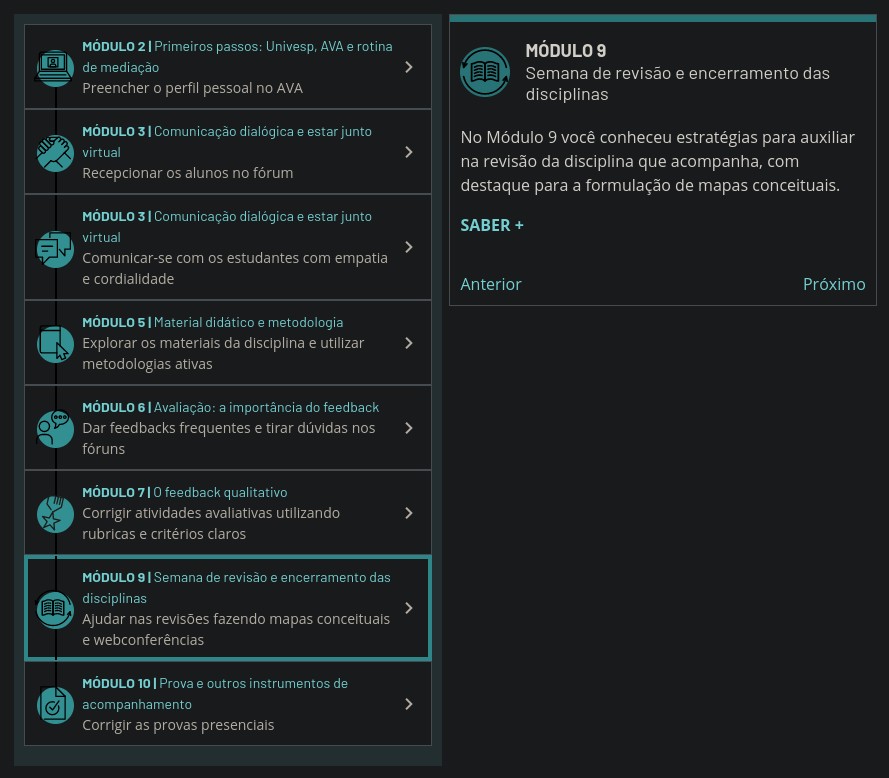 MÓDULO 2 | Primeiros passos: Univesp, AVA e rotina
de mediação
Preencher o perfil pessoal no AVA
MÓDULO 3 | Comunicação dialógica e estar junto
virtual
Recepcionar os alunos no fórum
MÓDULO 3 | Comunicação dialógica e estar junto
virtual
Comunicar-se com os estudantes com empatia
e cordialidade
MÓDULO 5 | Material didático e metodologia
Explorar os materiais da disciplina e utilizar
metodologias ativas
MÓDULO 6 | Avaliação: a importância do feedback
Dar feedbacks frequentes e tirar dúvidas nos
fóruns
MÓDULO 7 | O feedback qualitativo
Corrigir atividades avaliativas utilizando
rubricas e critérios claros
MÓDULO 9 | Semana de revisão e encerramento das
disciplinas
Ajudar nas revisões fazendo mapas conceituais
e webconferências
MÓDULO 10 | Prova e outros instrumentos de
acompanhamento
Corrigir as provas presenciais
MÓDULO 9
Semana de revisão e encerramento das
disciplinas
No Módulo 9 você conheceu estratégias para auxiliar
na revisão da disciplina que acompanha, com
destaque para a formulação de mapas conceituais.
SABER +
Anterior
Próximo